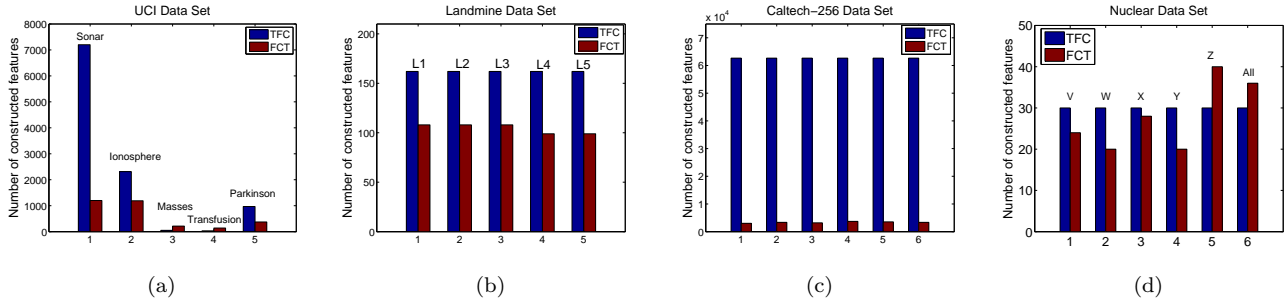 UCI Data Set
Number of constructed features
8000
7000
6000
5000
4000
3000
2000
1000
0
Sonar
Ionosphere
Masses
Transfusion
Parkinson
TFC
FCT
1 2 3 4 5
(a)
Landmine Data Set
Number of constructed features
200
150
100
50
0
L1 L2 L3 L4 L5
TFC
FCT
1 2 3 4 5
(b)
Caltech−256 Data Set
x 10^4
Number of constructed features
7
6
5
4
3
2
1
0
TFC
FCT
1 2 3 4 5 6
(c)
Nuclear Data Set
Number of constructed features
50
40
30
20
10
0
TFC
FCT
V W X Y Z All
1 2 3 4 5 6
(d)